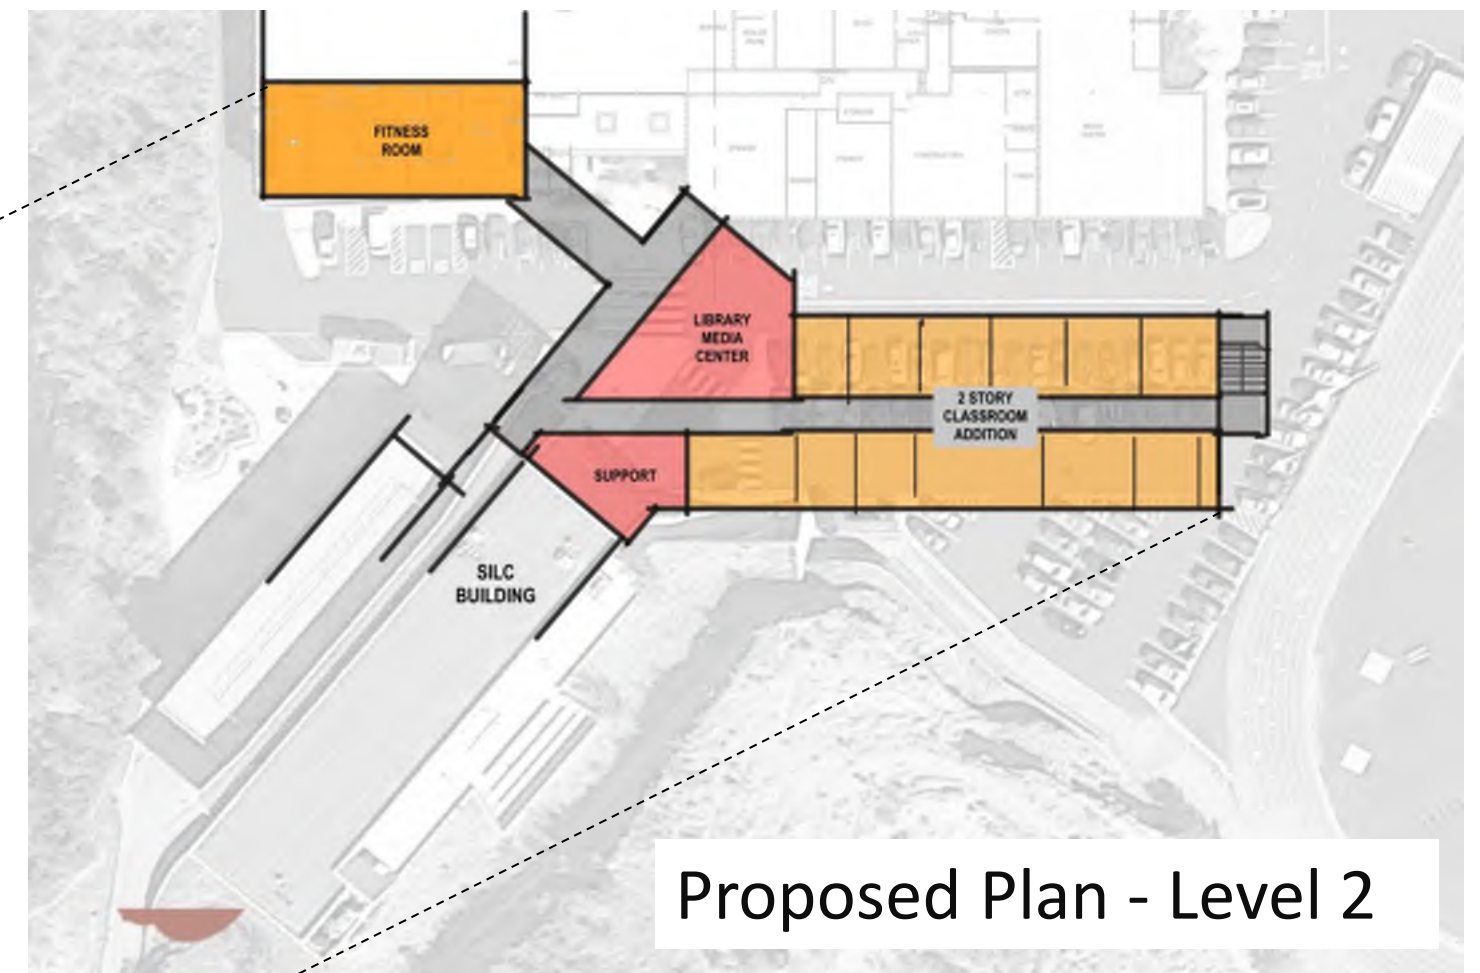 FITNESS
ROOM
LIBRARY
MEDIA
CENTER
2 STORY
CLASSROOM
ADDITION
SUPPORT
SILC
BUILDING
Proposed Plan - Level 2